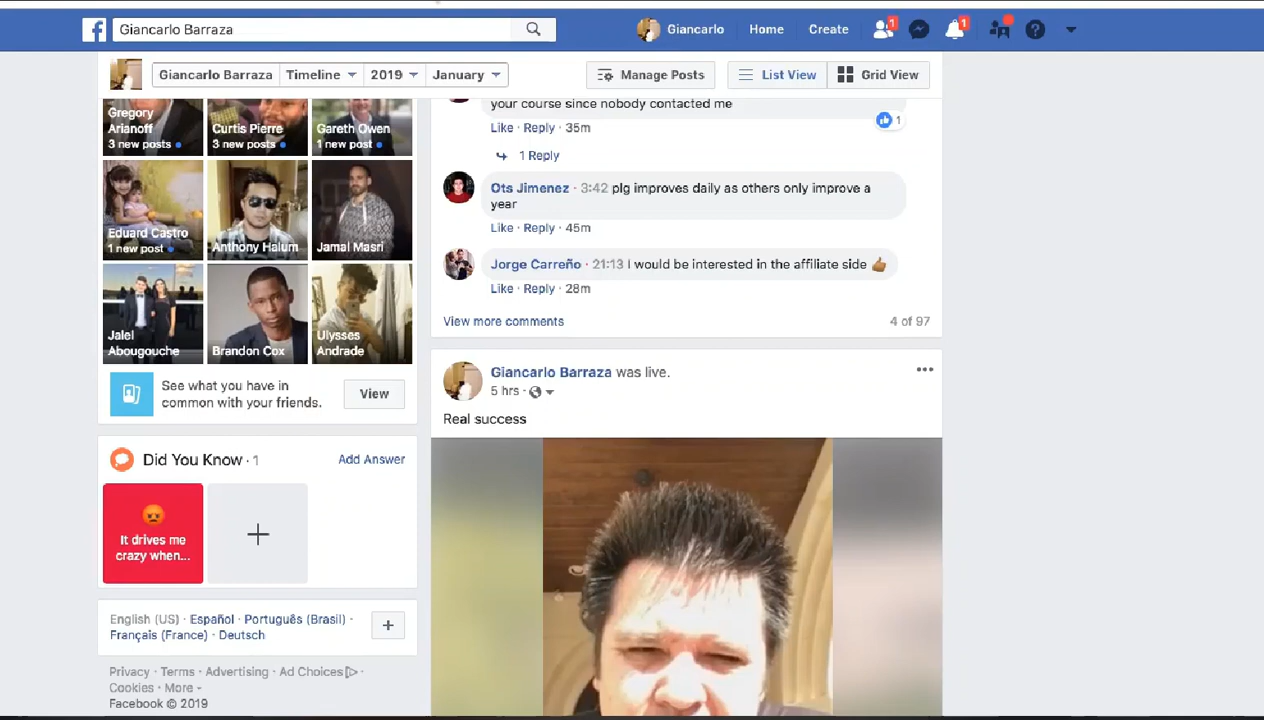 Giancarlo Barraza
Giancarlo
Home
Create
1
1
Giancarlo Barraza
Timeline
2019
January
Manage Posts
List View
Grid View
Gregory
Arianoff
3 new posts
Curtis Pierre
3 new posts
Gareth Owen
1 new post
Eduard Castro
1 new post
Anthony Halum
Jamal Masri
Jalel
Abougouche
Brandon Cox
Ulysses
Andrade
See what you have in
common with your friends.
View
Did You Know · 1
Add Answer
It drives me
crazy when...
English (US) · Español · Português (Brasil) ·
Français (France) · Deutsch
Privacy · Terms · Advertising · Ad Choices ·
Cookies · More
Facebook © 2019
your course since nobody contacted me
1
Like · Reply · 35m
1 Reply
Ots Jimenez · 3:42 plg improves daily as others only improve a
year
Like · Reply · 45m
Jorge Carreño · 21:13 I would be interested in the affiliate side
Like · Reply · 28m
View more comments
4 of 97
Giancarlo Barraza was live.
5 hrs ·
Real success